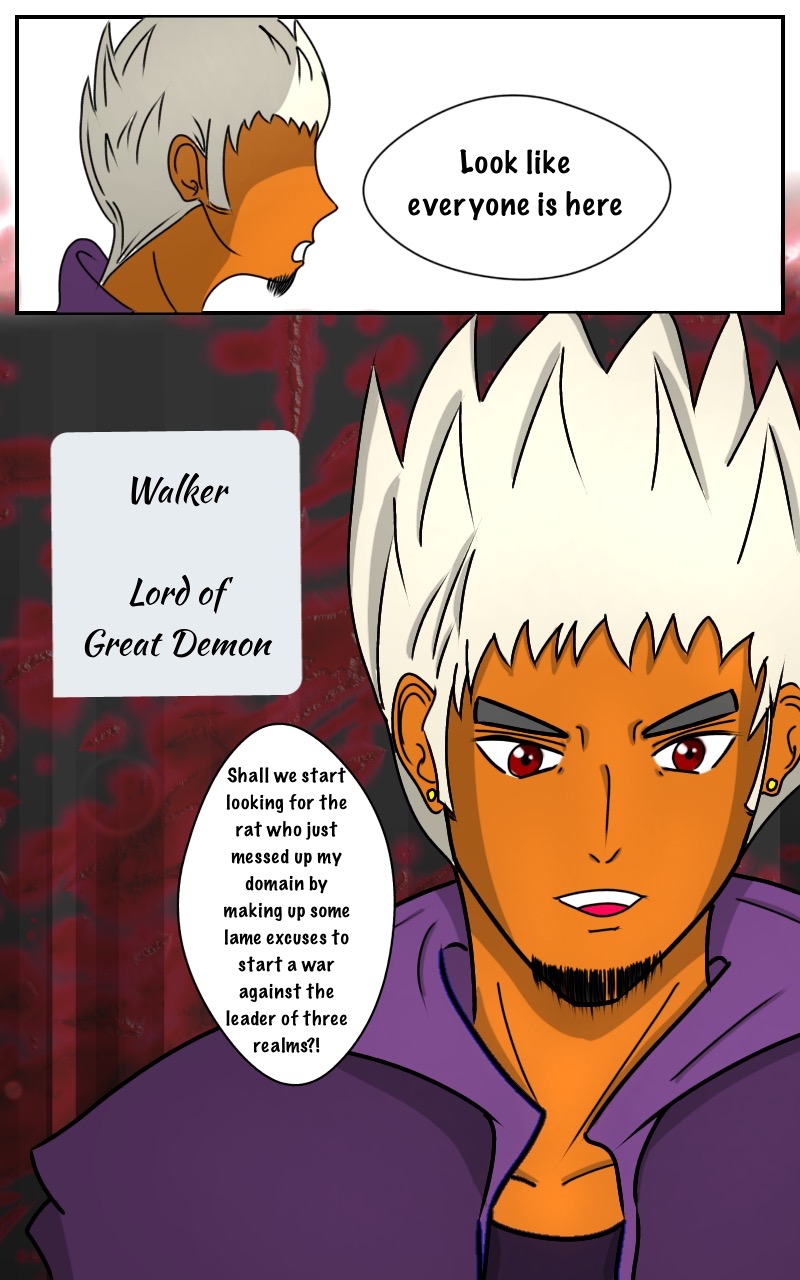 Look like
everyone is here
Walker
Lord of
Great Demon
Shall we start
looking for the
rat who just
messed up my
domain by
making up some
lame excuses to
start a war
against the
leader of three
realms?!